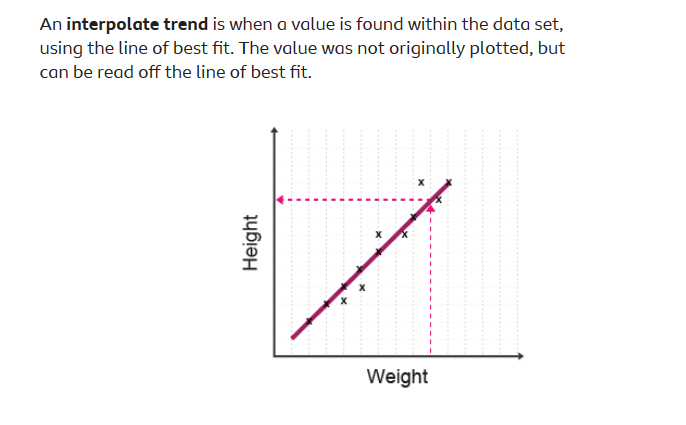 An interpolate trend is when a value is found within the data set,
using the line of best fit. The value was not originally plotted, but
can be read off the line of best fit.
Height
Weight